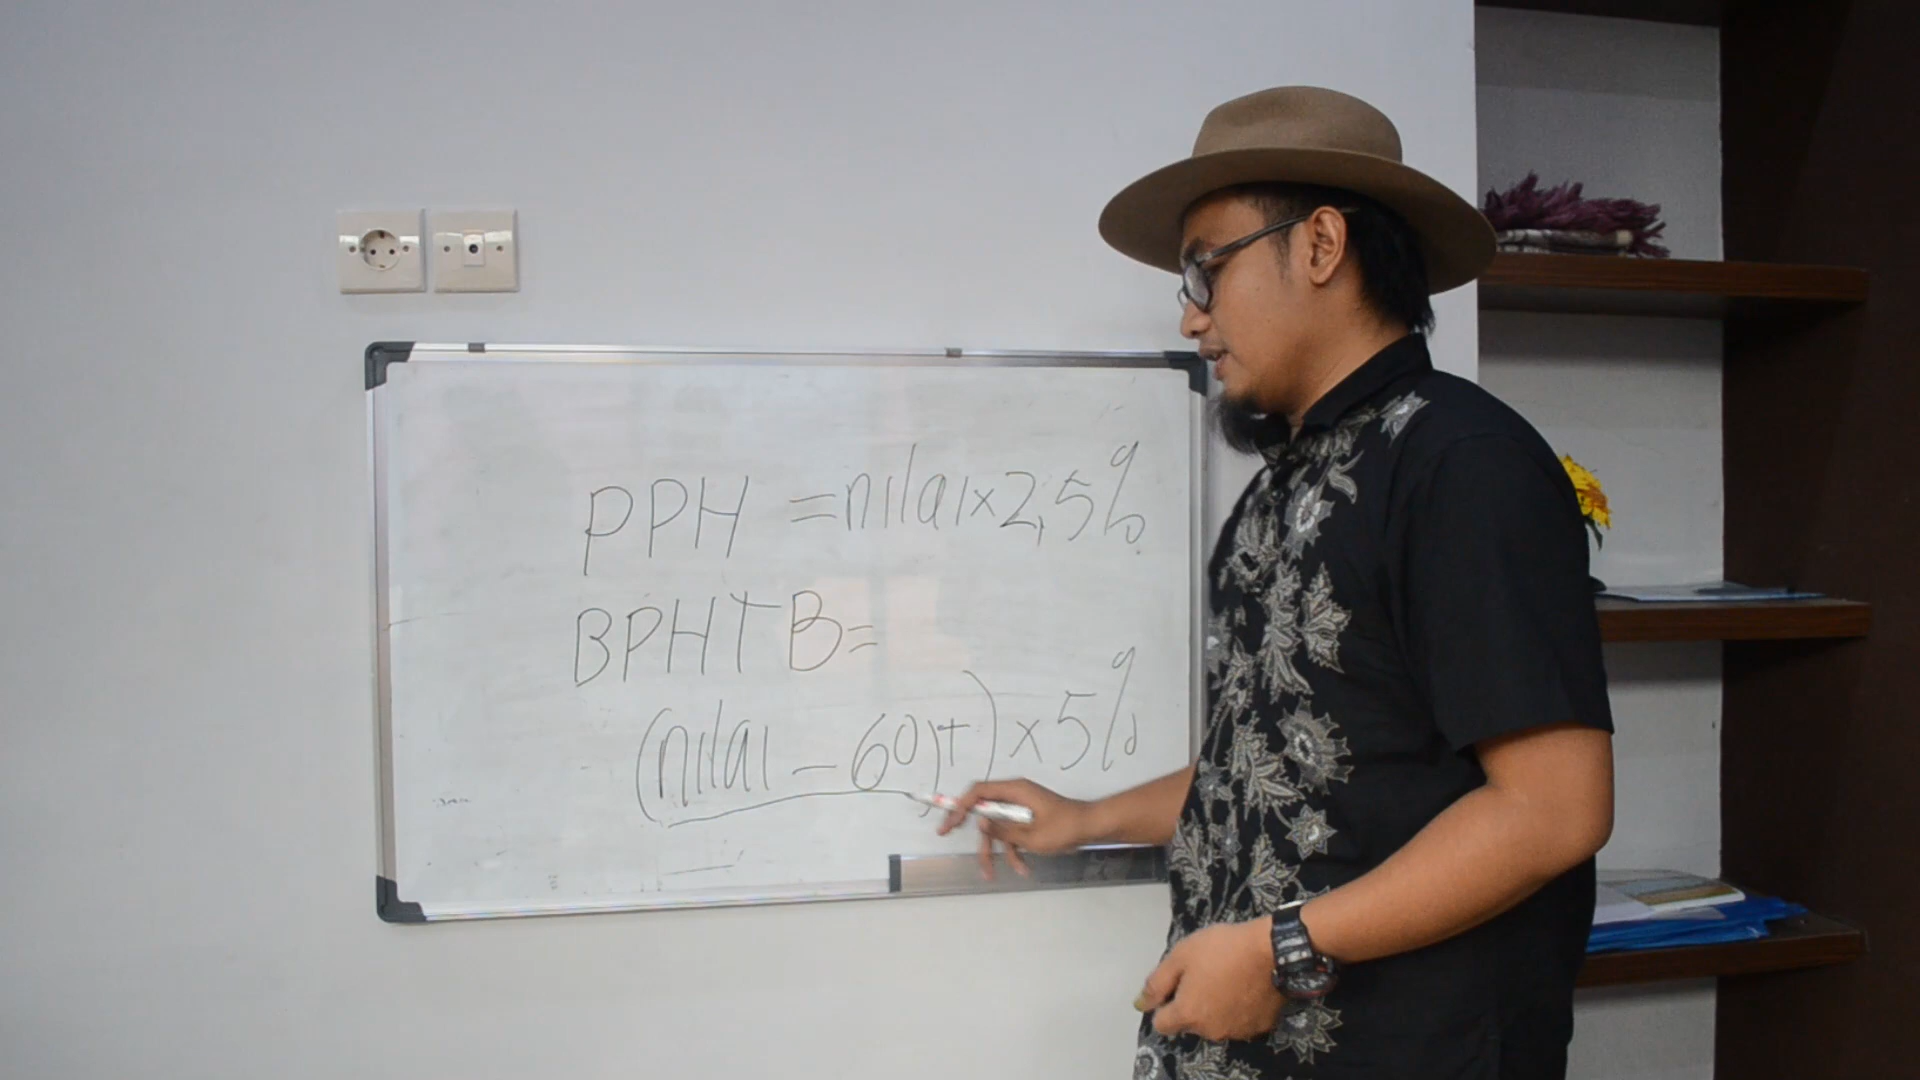 PPH = nilai x 2,5%
BPHTB =
(nilai - 60jt) x 5%